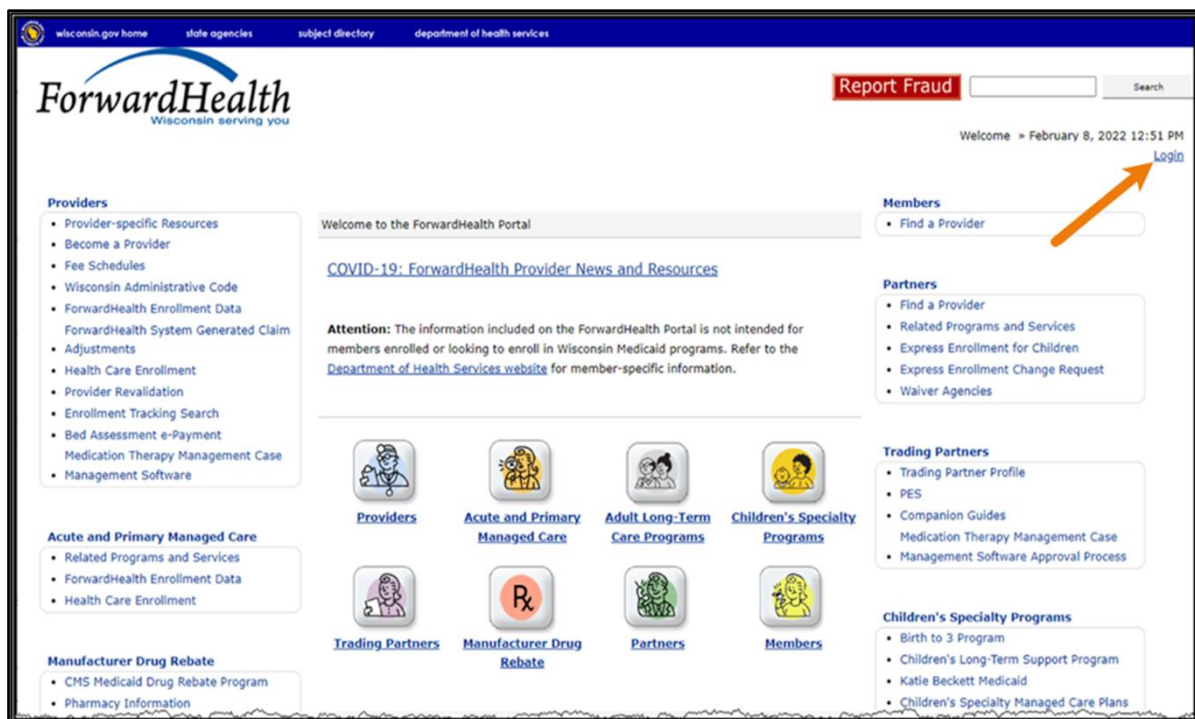 wisconsin.gov home state agencies subject directory department of health services
ForwardHealth
Wisconsin serving you
Report Fraud
Search
Welcome » February 8, 2022 12:51 PM
Login
Providers
• Provider-specific Resources
• Become a Provider
• Fee Schedules
• Wisconsin Administrative Code
• ForwardHealth Enrollment Data
ForwardHealth System Generated Claim
• Adjustments
• Health Care Enrollment
• Provider Revalidation
• Enrollment Tracking Search
• Bed Assessment e-Payment
Medication Therapy Management Case
• Management Software
Acute and Primary Managed Care
• Related Programs and Services
• ForwardHealth Enrollment Data
• Health Care Enrollment
Manufacturer Drug Rebate
• CMS Medicaid Drug Rebate Program
• Pharmacy Information
Welcome to the ForwardHealth Portal
COVID-19: ForwardHealth Provider News and Resources
Attention: The information included on the ForwardHealth Portal is not intended for
members enrolled or looking to enroll in Wisconsin Medicaid programs. Refer to the
Department of Health Services website for member-specific information.
Providers
Acute and Primary
Managed Care
Adult Long-Term
Care Programs
Children's Specialty
Programs
Rx
Trading Partners
Manufacturer Drug
Rebate
Partners
Members
Members
• Find a Provider
Partners
• Find a Provider
• Related Programs and Services
• Express Enrollment for Children
• Express Enrollment Change Request
• Waiver Agencies
Trading Partners
• Trading Partner Profile
• PES
• Companion Guides
Medication Therapy Management Case
• Management Software Approval Process
Children's Specialty Programs
• Birth to 3 Program
• Children's Long-Term Support Program
• Katie Beckett Medicaid
• Children's Specialty Managed Care Plans